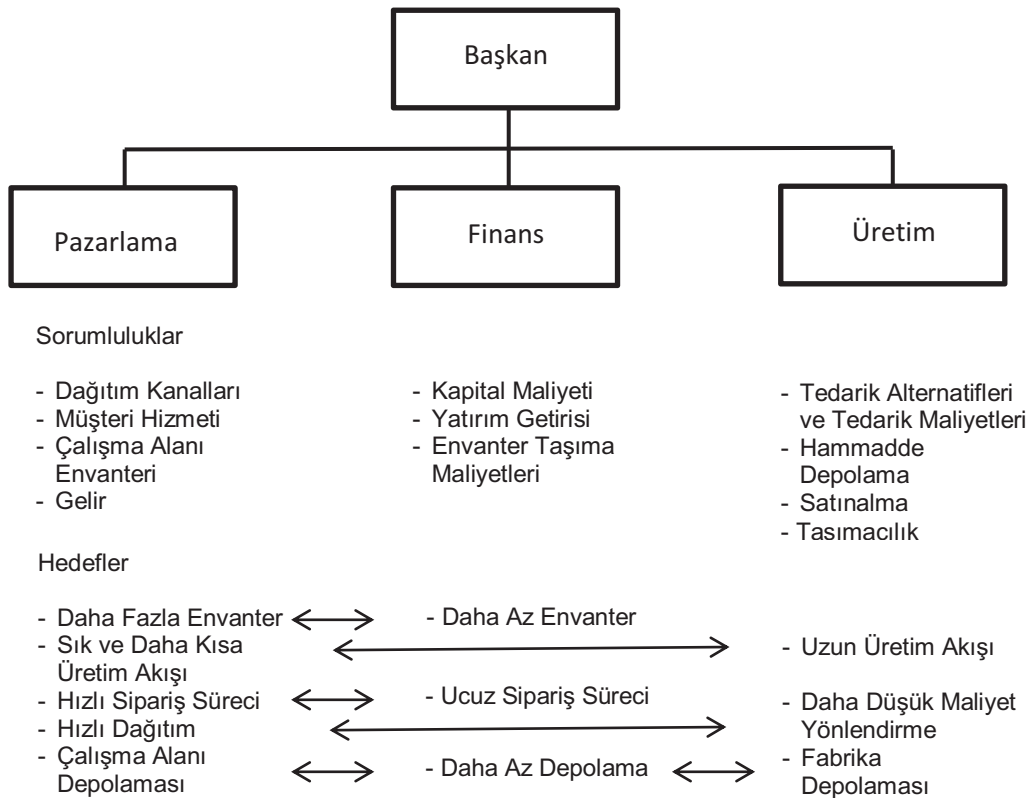 Başkan
Pazarlama
Finans
Üretim
Sorumluluklar
- Dağıtım Kanalları
- Müşteri Hizmeti
- Çalışma Alanı
Envanteri
- Gelir
- Kapital Maliyeti
- Yatırım Getirisi
- Envanter Taşıma
Maliyetleri
- Tedarik Alternatifleri
ve Tedarik Maliyetleri
- Hammadde
Depolama
- Satınalma
- Tasımacılık
Hedefler
- Daha Fazla Envanter
- Sık ve Daha Kısa
Üretim Akışı
- Hızlı Sipariş Süreci
- Hızlı Dağıtım
- Çalışma Alanı
Depolaması
- Daha Az Envanter
- Ucuz Sipariş Süreci
- Daha Az Depolama
- Uzun Üretim Akışı
- Daha Düşük Maliyet
Yönlendirme
- Fabrika
Depolaması